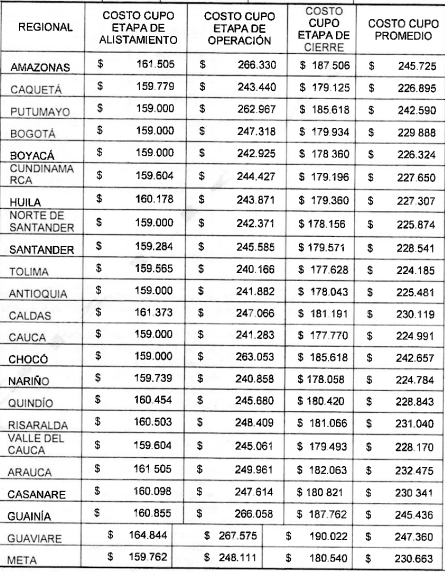 REGIONAL COSTO CUPO ETAPA DE ALISTAMIENTO COSTO CUPO ETAPA DE OPERACIÓN COSTO CUPO ETAPA DE CIERRE COSTO CUPO PROMEDIO
AMAZONAS $ 161.505 $ 266.330 $ 187.506 $ 245.725
CAQUETÁ $ 159.779 $ 243.440 $ 179.125 $ 226.895
PUTUMAYO $ 159.000 $ 262.967 $ 185.618 $ 242.590
BOGOTÁ $ 159.000 $ 247.318 $ 179.934 $ 229 888
BOYACÁ $ 159.000 $ 242.925 $ 178 360 $ 226.324
CUNDINAMA
RCA $ 159.604 $ 244.427 $ 179.196 $ 227.650
HUILA $ 160.178 $ 243.871 $ 179.360 $ 227.307
NORTE DE
SANTANDER $ 159.000 $ 242.371 $ 178.156 $ 225.874
SANTANDER $ 159.284 $ 245.585 $ 179.571 $ 228.541
TOLIMA $ 159.565 $ 240.166 $ 177.628 $ 224.185
ANTIOQUIA $ 159.000 $ 241.882 $ 178.043 $ 225.481
CALDAS $ 161.373 $ 247.066 $ 181.191 $ 230.119
CAUCA $ 159.000 $ 241.283 $ 177.770 $ 224.991
CHOCÓ $ 159.000 $ 263.053 $ 185.618 $ 242.657
NARIÑO $ 159.739 $ 240.858 $ 178.058 $ 224.784
QUINDÍO $ 160.454 $ 245.680 $ 180.420 $ 228.843
RISARALDA $ 160.503 $ 248.409 $ 181.066 $ 231.040
VALLE DEL
CAUCA $ 159.604 $ 245.061 $ 179 493 $ 228.170
ARAUCA $ 161 505 $ 249.961 $ 182.063 $ 232.475
CASANARE $ 160.098 $ 247.614 $ 180 821 $ 230 341
GUAINÍA $ 160.855 $ 266.058 $ 187.762 $ 245.436
GUAVIARE $ 164.844 $ 267.575 $ 190.022 $ 247.360
META $ 159.762 $ 248.111 $ 180.540 $ 230.663